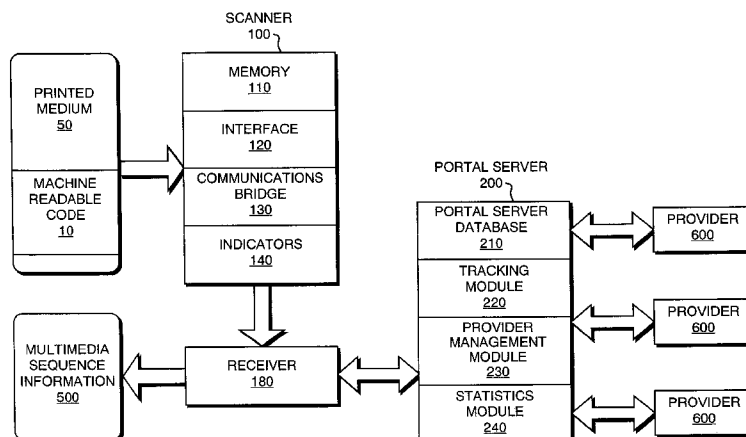 SCANNER
100
PRINTED
MEDIUM
50
MACHINE
READABLE
CODE
10
MEMORY
110
INTERFACE
120
COMMUNICATIONS
BRIDGE
130
INDICATORS
140
MULTIMEDIA
SEQUENCE
INFORMATION
500
RECEIVER
180
PORTAL SERVER
200
PORTAL SERVER
DATABASE
210
TRACKING
MODULE
220
PROVIDER
MANAGEMENT
MODULE
230
STATISTICS
MODULE
240
PROVIDER
600
PROVIDER
600
PROVIDER
600